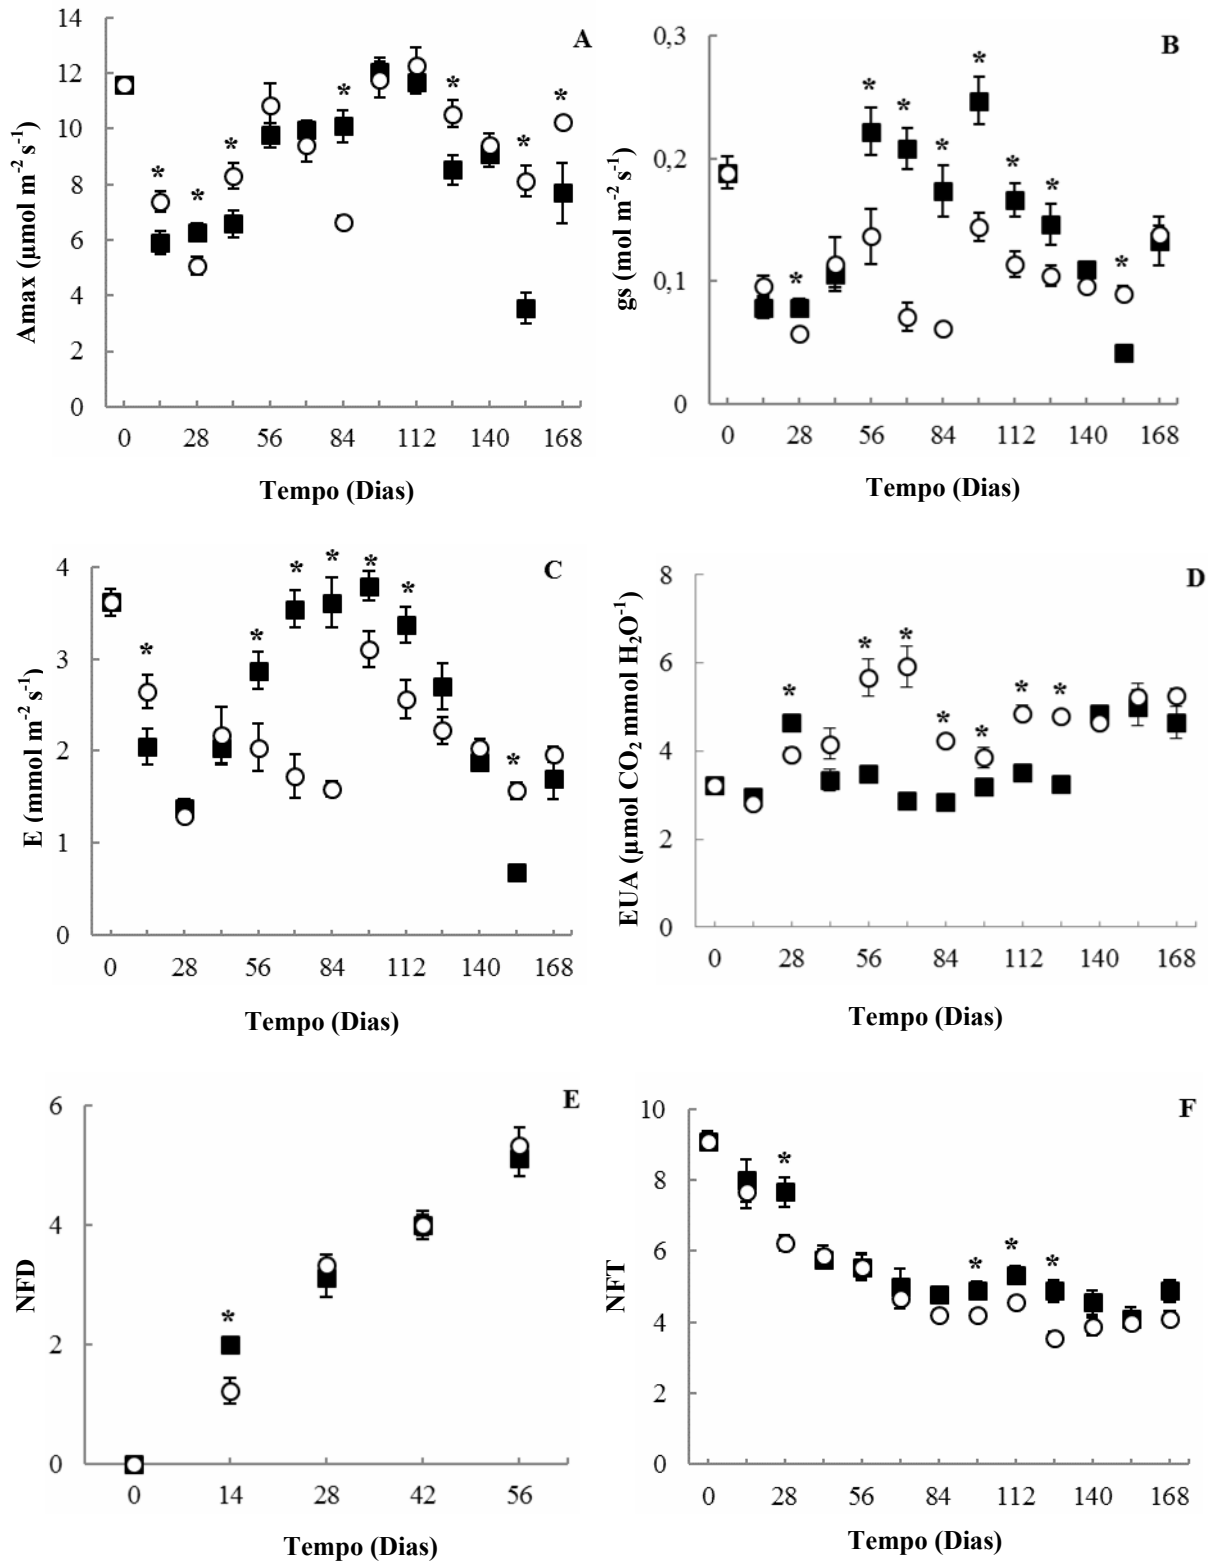 A
14
12
10
8
6
4
2
0
Amax (µmol m⁻² s⁻¹)
* * * * * * *
0 28 56 84 112 140 168
Tempo (Dias)
B
0,3
0,2
0,1
0
gs (mol m⁻² s⁻¹)
* * * * * * * *
0 28 56 84 112 140 168
Tempo (Dias)
C
4
3
2
1
0
E (mmol m⁻² s⁻¹)
* * * * * * *
0 28 56 84 112 140 168
Tempo (Dias)
D
8
6
4
2
0
EUA (µmol CO₂ mmol H₂O⁻¹)
* * * * * * *
0 28 56 84 112 140 168
Tempo (Dias)
E
6
4
2
0
NFD
*
0 14 28 42 56
Tempo (Dias)
F
10
8
6
4
2
0
NFT
* * * *
0 28 56 84 112 140 168
Tempo (Dias)